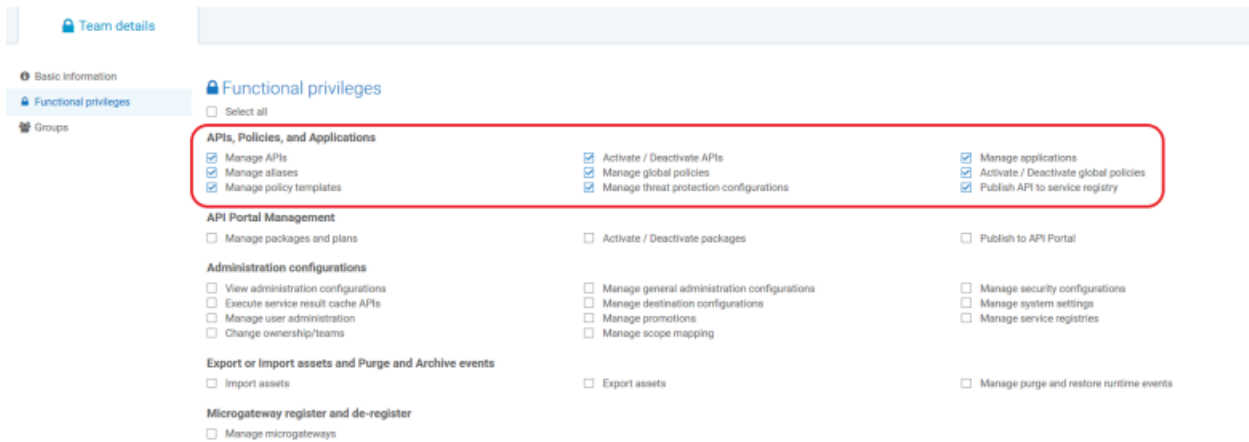 Team details
Basic information
Functional privileges
Groups
Functional privileges
Select all
APIs, Policies, and Applications
Manage APIs Activate / Deactivate APIs Manage applications
Manage aliases Manage global policies Activate / Deactivate global policies
Manage policy templates Manage threat protection configurations Publish API to service registry
API Portal Management
Manage packages and plans Activate / Deactivate packages Publish to API Portal
Administration configurations
View administration configurations Manage general administration configurations Manage security configurations
Execute service result cache APIs Manage destination configurations Manage system settings
Manage user administration Manage promotions Manage service registries
Change ownership/teams Manage scope mapping
Export or Import assets and Purge and Archive events
Import assets Export assets Manage purge and restore runtime events
Microgateway register and de-register
Manage microgateways